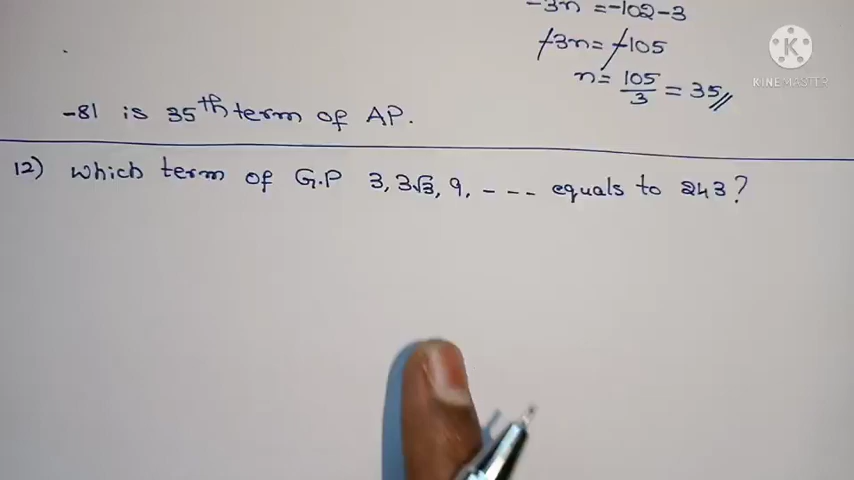 -3n = -102-3
-3n = -105
n = 105/3 = 35//
KINEMASTER
-81 is 35th term of AP.
12) which term of G.P 3, 3√3, 9, - - - - equals to 243?